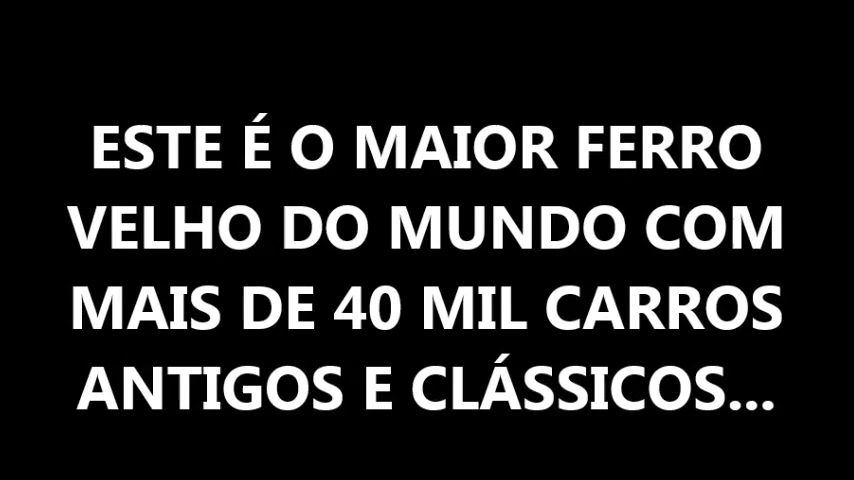 ESTE É O MAIOR FERRO
VELHO DO MUNDO COM
MAIS DE 40 MIL CARROS
ANTIGOS E CLÁSSICOS...